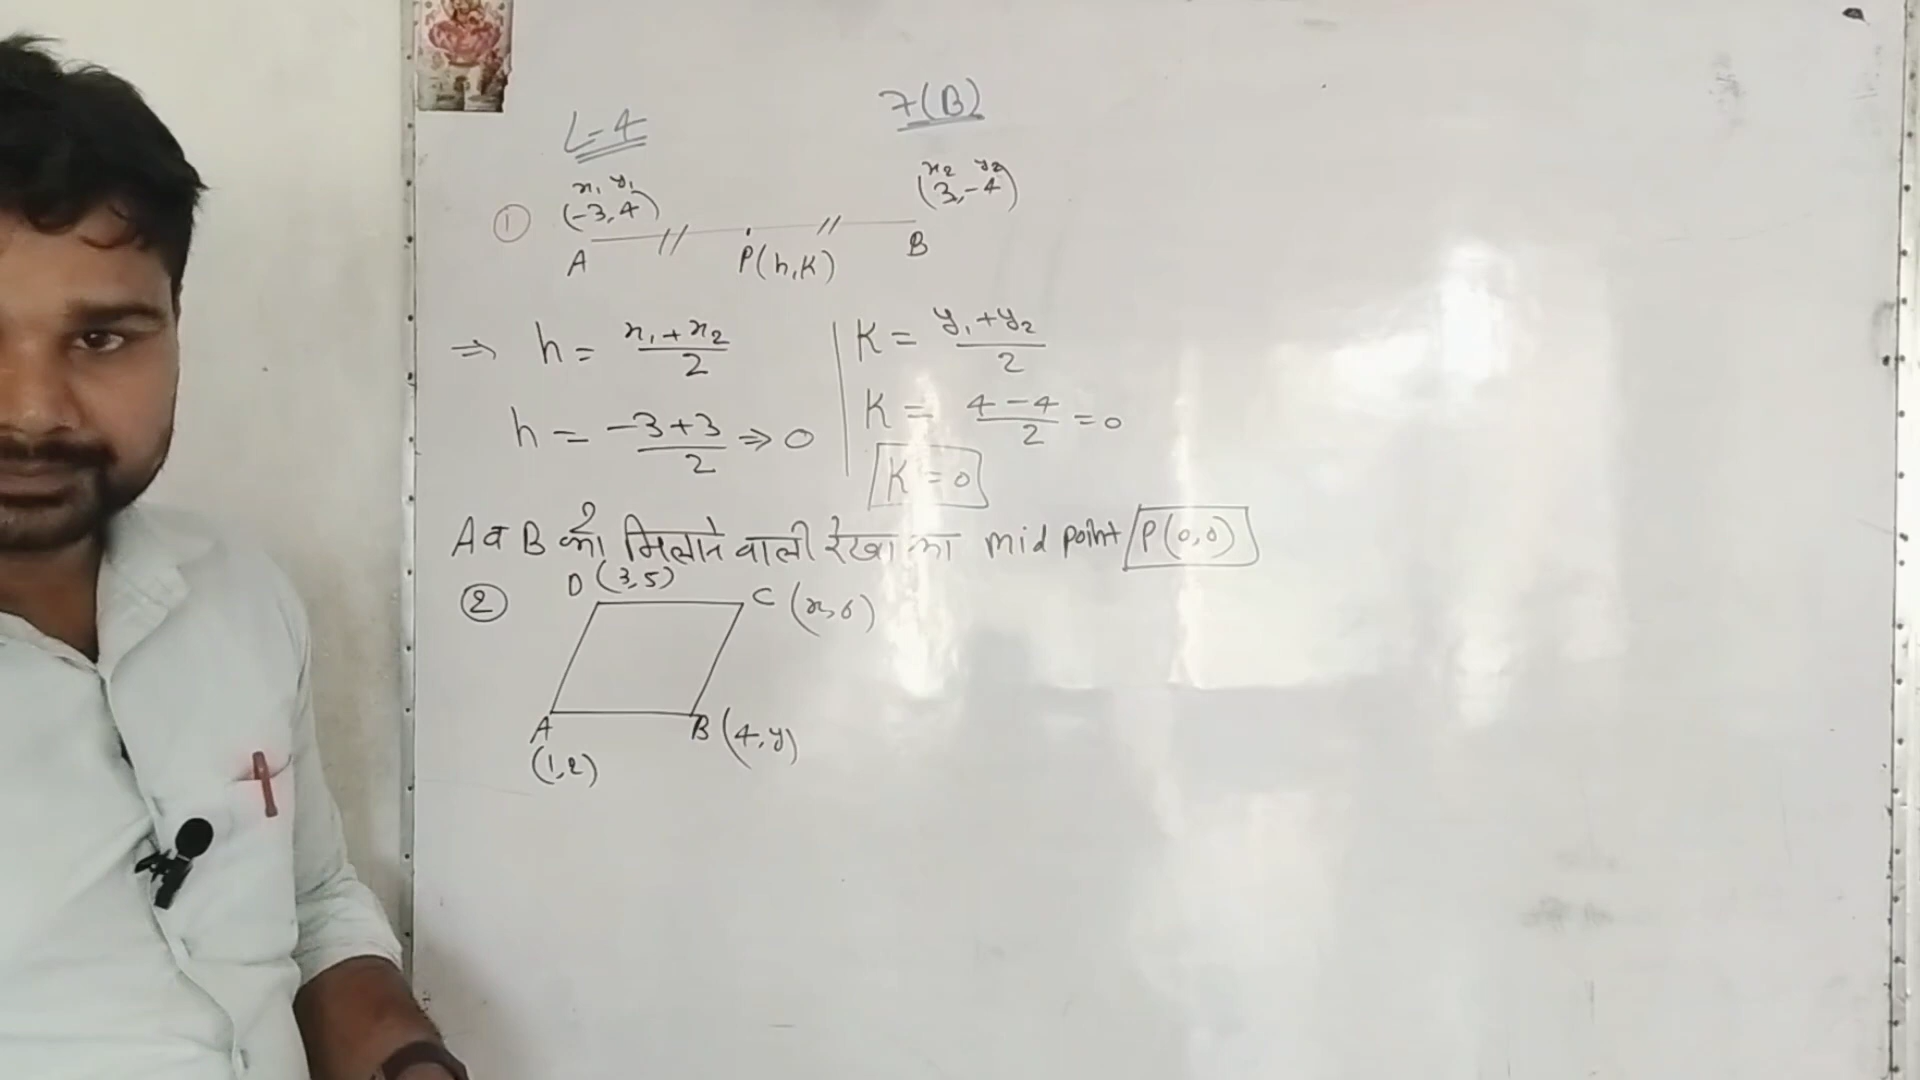 L-4 7(B)
x₁ y₁ x₂ y₂
① (-3,4) (3,-4)
A P(h,K) B
⇒ h = x₁+x₂/2 | K = y₁+y₂/2
h = -3+3/2 ⇒ 0 | K = 4-4/2 = 0
K = 0
A व B को मिलाने वाली रेखा का mid point P(0,0)
② D (3,5) C (x,6)
A B (4,y)
(1,2)